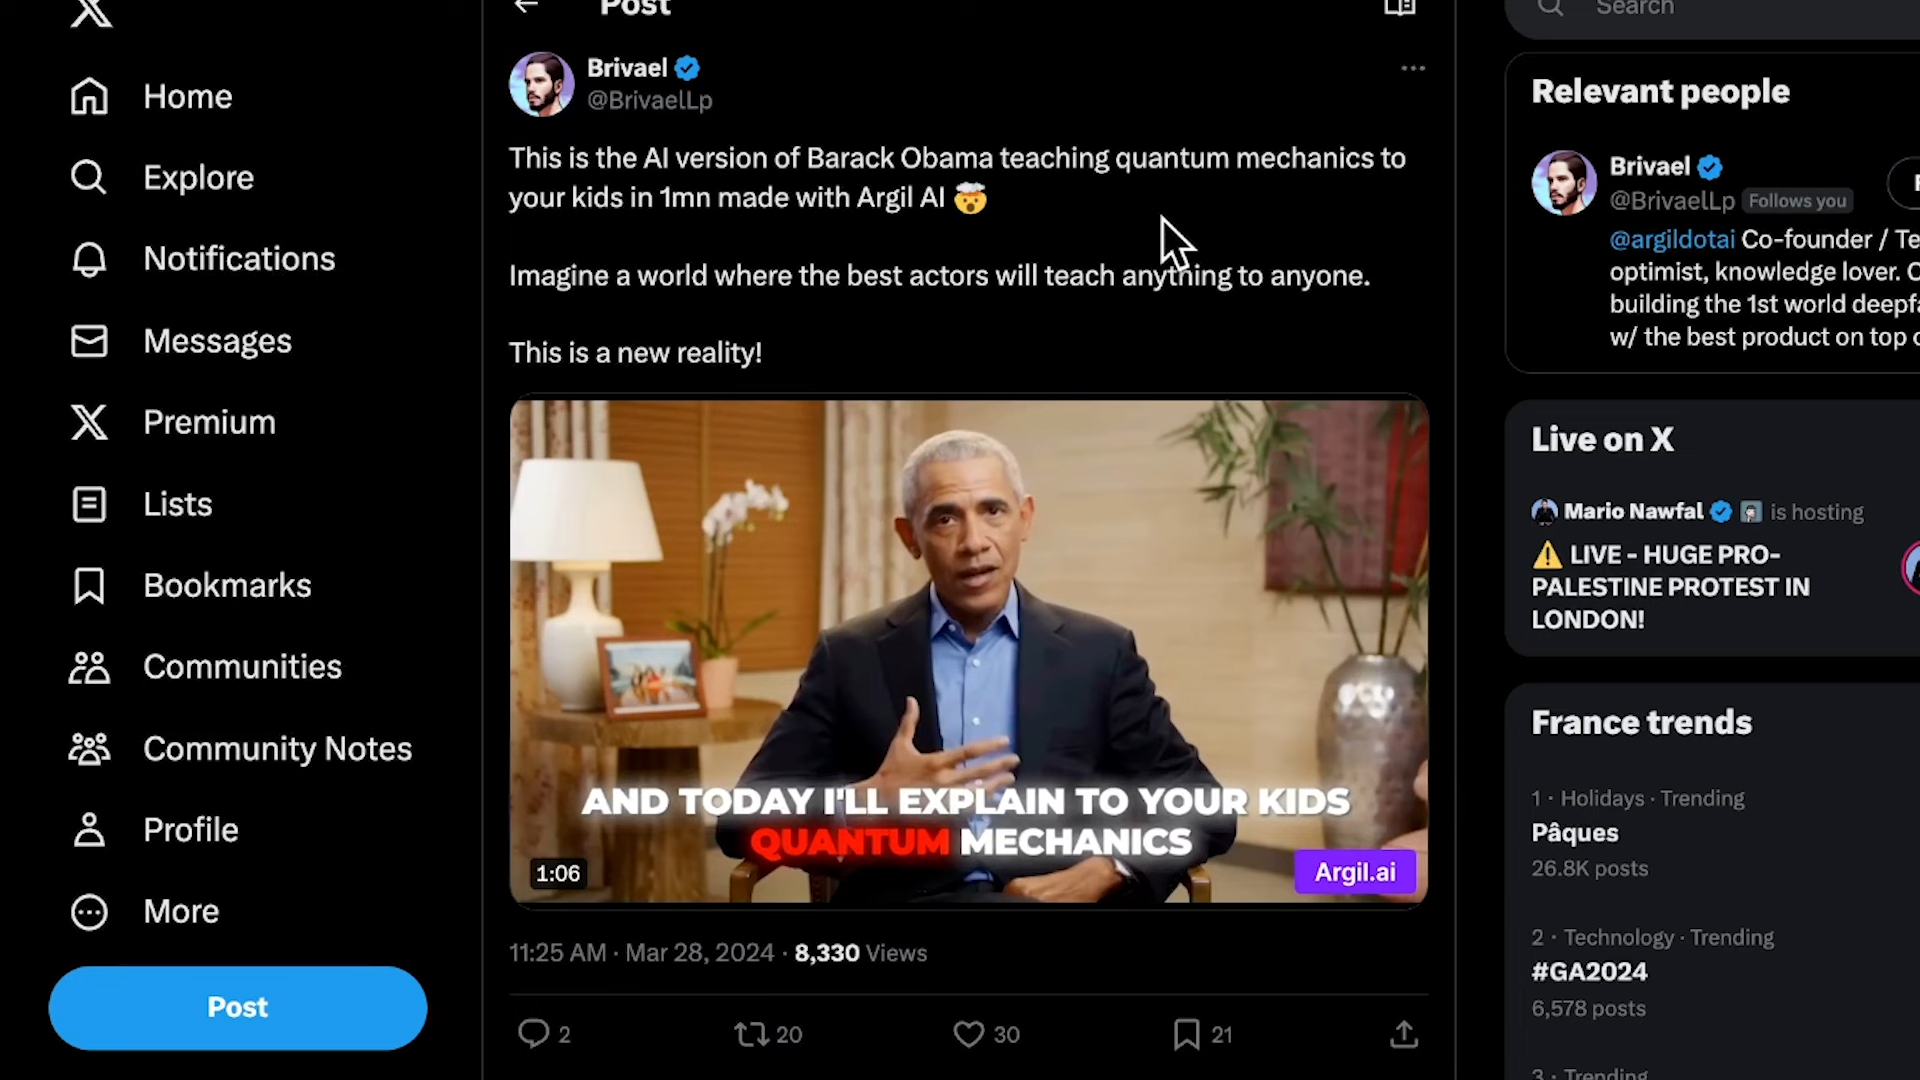 Home
Explore
Notifications
Messages
Premium
Lists
Bookmarks
Communities
Community Notes
Profile
More
Post
Post
Brivael
@BrivaelLp
This is the AI version of Barack Obama teaching quantum mechanics to
your kids in 1mn made with Argil AI 🤯
Imagine a world where the best actors will teach anything to anyone.
This is a new reality!
AND TODAY I'LL EXPLAIN TO YOUR KIDS
QUANTUM MECHANICS
1:06
Argil.ai
11:25 AM · Mar 28, 2024 · 8,330 Views
2
20
30
21
Search
Relevant people
Brivael
@BrivaelLp Follows you
@argildotai Co-founder / Te
optimist, knowledge lover.
building the 1st world deepfa
w/ the best product on top
Live on X
Mario Nawfal is hosting
⚠️ LIVE - HUGE PRO-
PALESTINE PROTEST IN
LONDON!
France trends
1 · Holidays · Trending
Pâques
26.8K posts
2 · Technology · Trending
#GA2024
6,578 posts
3 · Trending